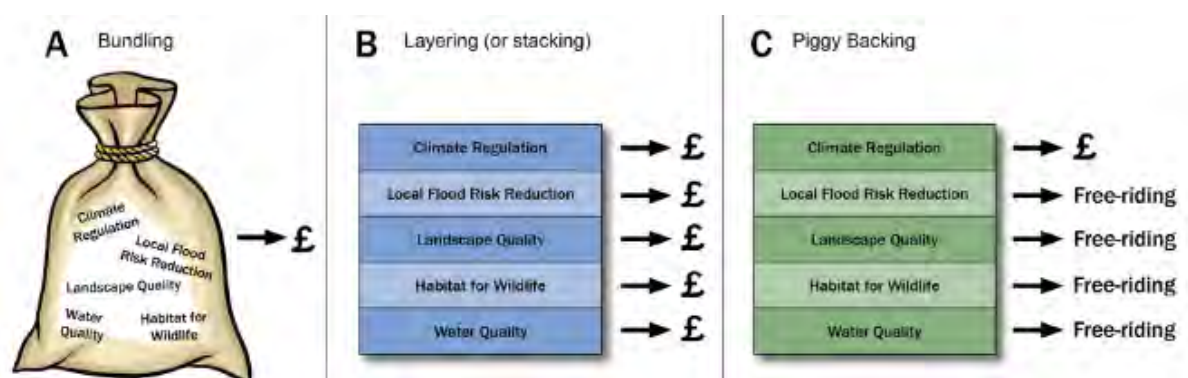 A Bundling
Climate
Regulation
Local Flood
Risk Reduction
Landscape Quality
Water
Quality
Habitat for
Wildlife
£
B Layering (or stacking)
Climate Regulation £
Local Flood Risk Reduction £
Landscape Quality £
Habitat for Wildlife £
Water Quality £
C Piggy Backing
Climate Regulation £
Local Flood Risk Reduction Free-riding
Landscape Quality Free-riding
Habitat for Wildlife Free-riding
Water Quality Free-riding